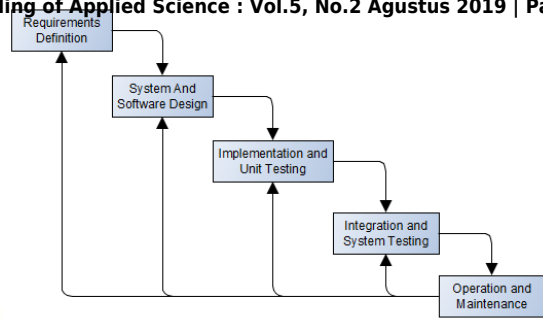 ling of Applied Science : Vol.5, No.2 Agustus 2019 | Pa
Requirements
Definition
System And
Software Design
Implementation and
Unit Testing
Integration and
System Testing
Operation and
Maintenance